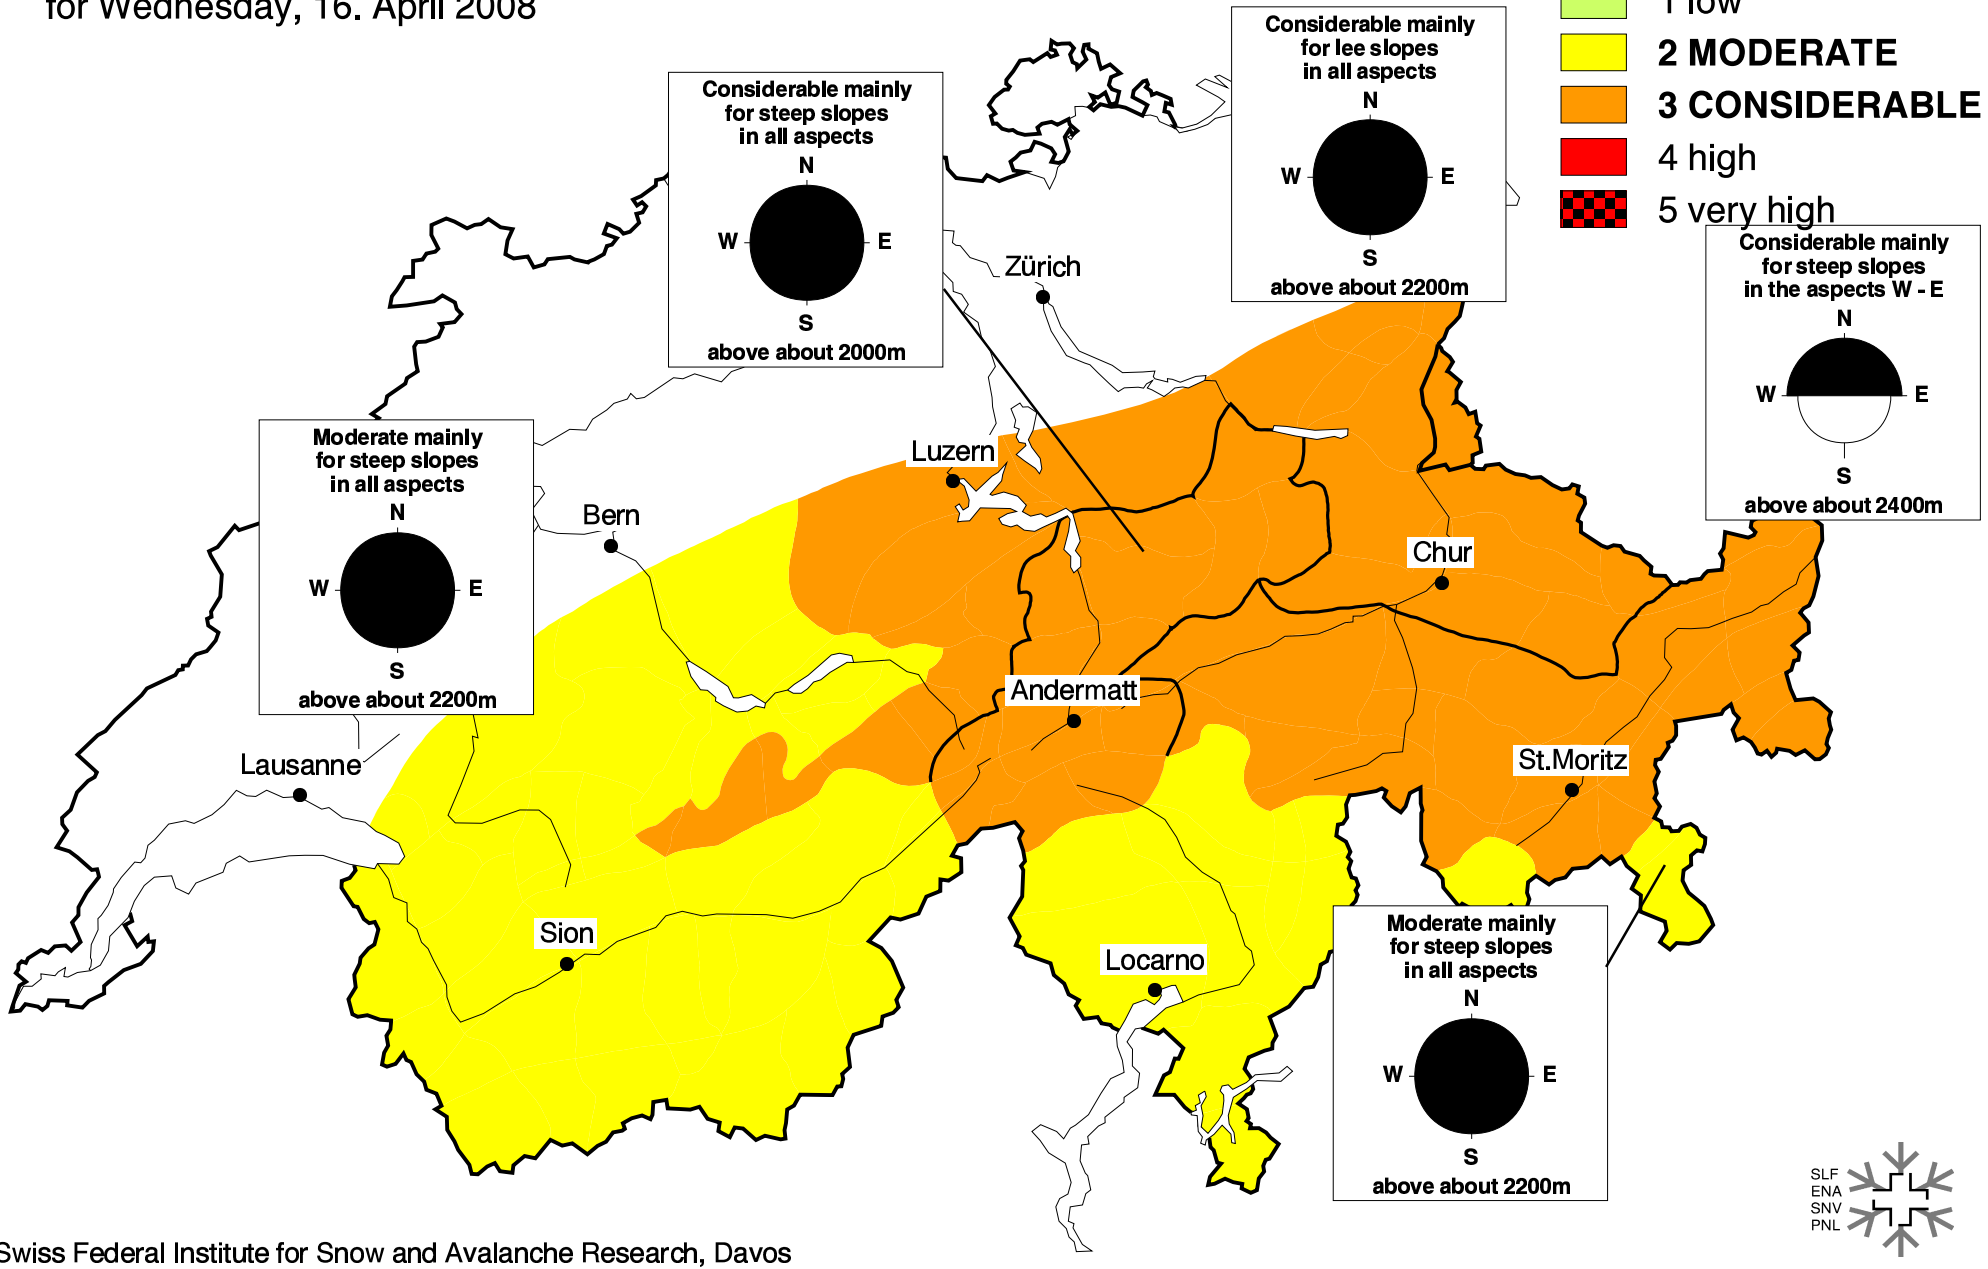 for Wednesday, 16. April 2008
1 low
2 MODERATE
3 CONSIDERABLE
4 high
5 very high
Considerable mainly
for steep slopes
in all aspects
N
W
E
S
above about 2000m
Considerable mainly
for lee slopes
in all aspects
N
W
E
S
above about 2200m
Considerable mainly
for steep slopes
in the aspects W - E
N
W
E
S
above about 2400m
Moderate mainly
for steep slopes
in all aspects
N
W
E
S
above about 2200m
Zürich
Luzern
Bern
Chur
Andermatt
Lausanne
St.Moritz
Sion
Locarno
Moderate mainly
for steep slopes
in all aspects
N
W
E
S
above about 2200m
SLF
ENA
SNV
PNL
Swiss Federal Institute for Snow and Avalanche Research, Davos